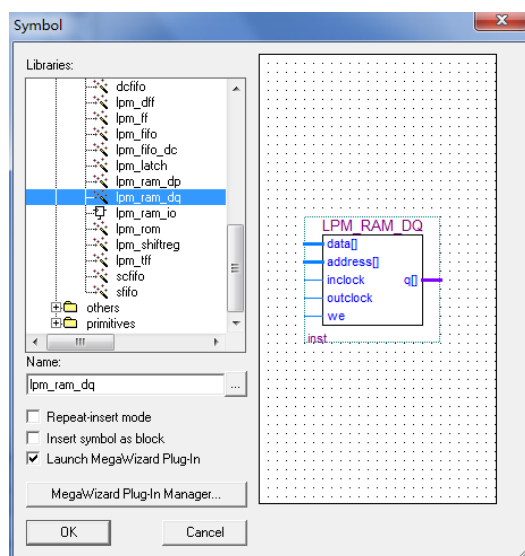 Symbol
Libraries:
dcfifo
lpm_dff
lpm_ff
lpm_fifo
lpm_fifo_dc
lpm_latch
lpm_ram_dp
lpm_ram_dq
lpm_ram_io
lpm_rom
lpm_shiftreg
lpm_tff
scfifo
sfifo
others
primitives
Name:
lpm_ram_dq
...
Repeat-insert mode
Insert symbol as block
Launch MegaWizard Plug-In
MegaWizard Plug-In Manager...
OK
Cancel
LPM_RAM_DQ
data[]
address[]
inclock
q[]
outclock
we
inst